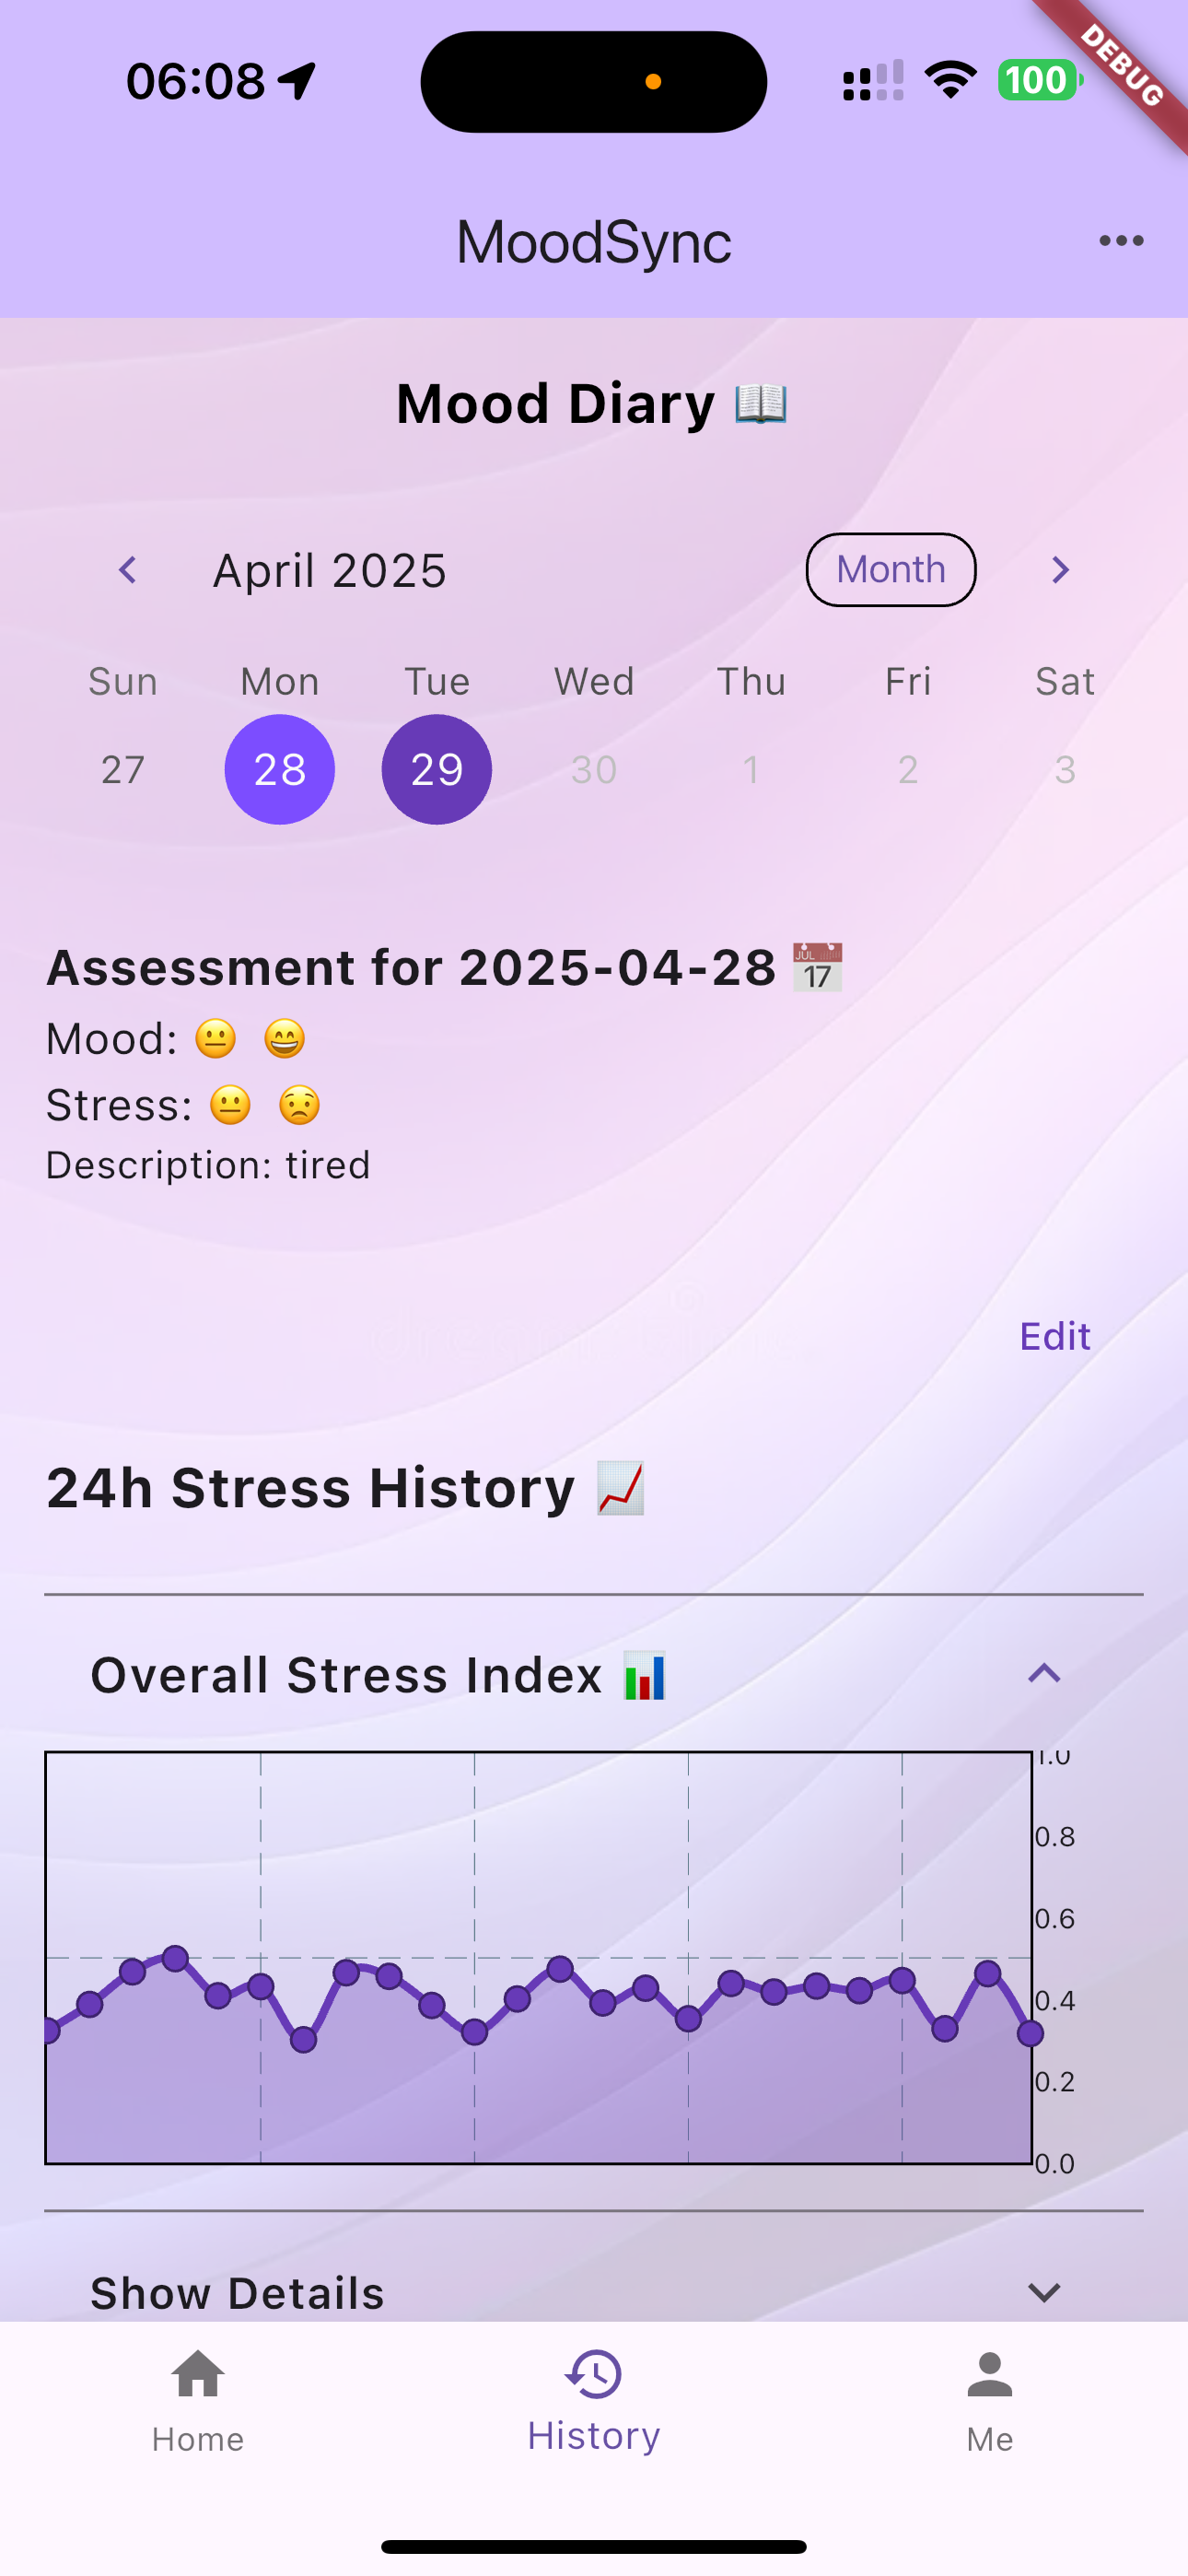 06:08
100
DEBUG
MoodSync
Mood Diary 📖
April 2025
Month
Sun Mon Tue Wed Thu Fri Sat
27 28 29 30 1 2 3
Assessment for 2025-04-28 📅
Mood: 😐 😄
Stress: 😐 😟
Description: tired
Edit
24h Stress History 📈
Overall Stress Index 📊
1.0
0.8
0.6
0.4
0.2
0.0
Show Details
Home
History
Me